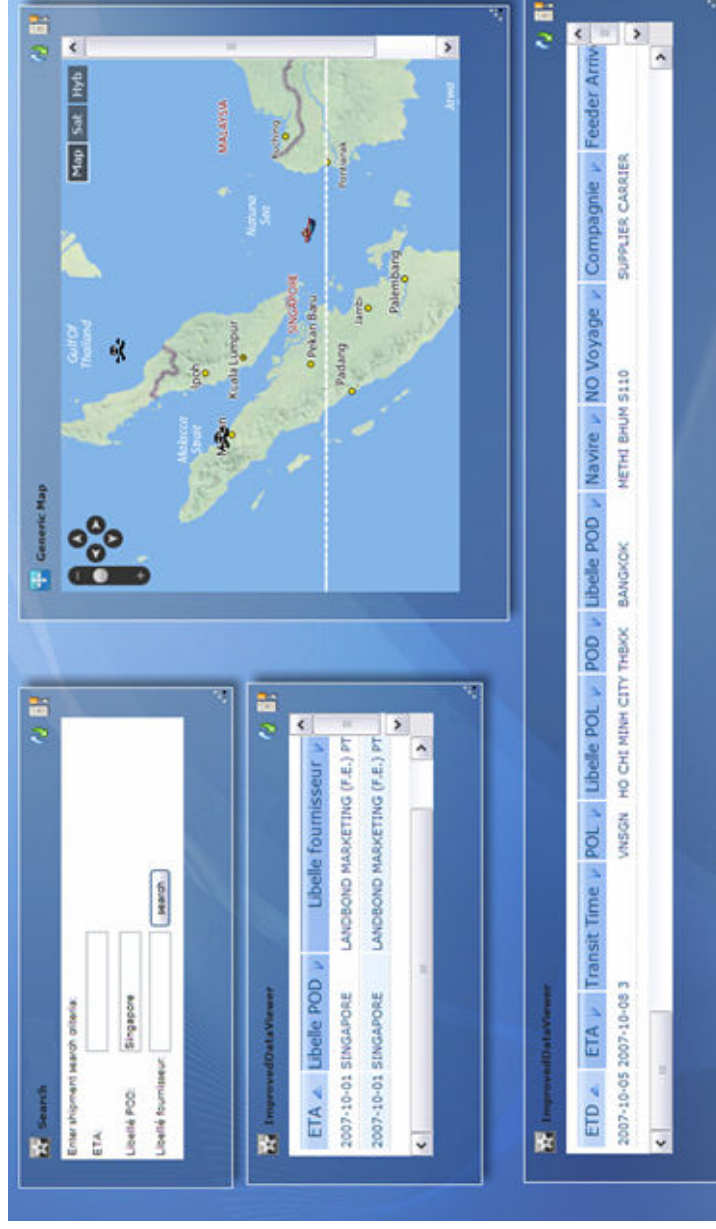 Search
Enter shipment search criteria:
ETA:
Libellé POD: Singapore
Libellé fournisseur: search
ImprovedDataViewer
ETA Libelle POD Libelle fournisseur
2007-10-01 SINGAPORE LANDBOND MARKETING (F.E.) PT
2007-10-01 SINGAPORE LANDBOND MARKETING (F.E.) PT
Generic Map
Map Sat Hyb
Gulf Of
Thailand
Ipoh
Kuala Lumpur
Malacca
Strait
Natuna
Sea
MALAYSIA
Kuching
SINGAPORE
Pekan Baru
Pontianak
Padang
Jambi
Palembang
Jawa
ImprovedDataViewer
ETD ETA Transit Time POL Libelle POL POD Libelle POD Navire NO Voyage Compagnie Feeder Arriv
2007-10-05 2007-10-08 3 VNSGN HO CHI MINH CITY THBKK BANGKOK METHI BHUM S110 SUPPLIER CARRIER